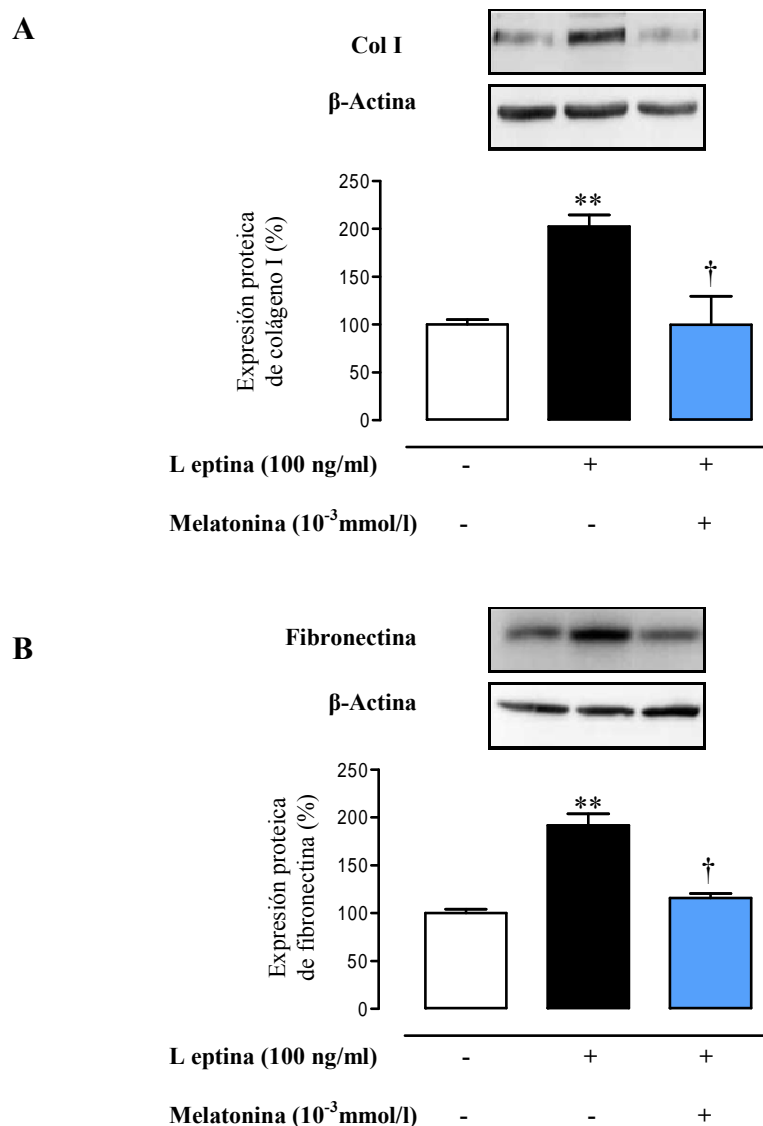 A
Col I
β-Actina
Expresión proteica
de colágeno I (%)
250
200
150
100
50
0
**
†
L eptina (100 ng/ml) - + +
Melatonina (10⁻³mmol/l) - - +
B
Fibronectina
β-Actina
Expresión proteica
de fibronectina (%)
250
200
150
100
50
0
**
†
L eptina (100 ng/ml) - + +
Melatonina (10⁻³mmol/l) - - +